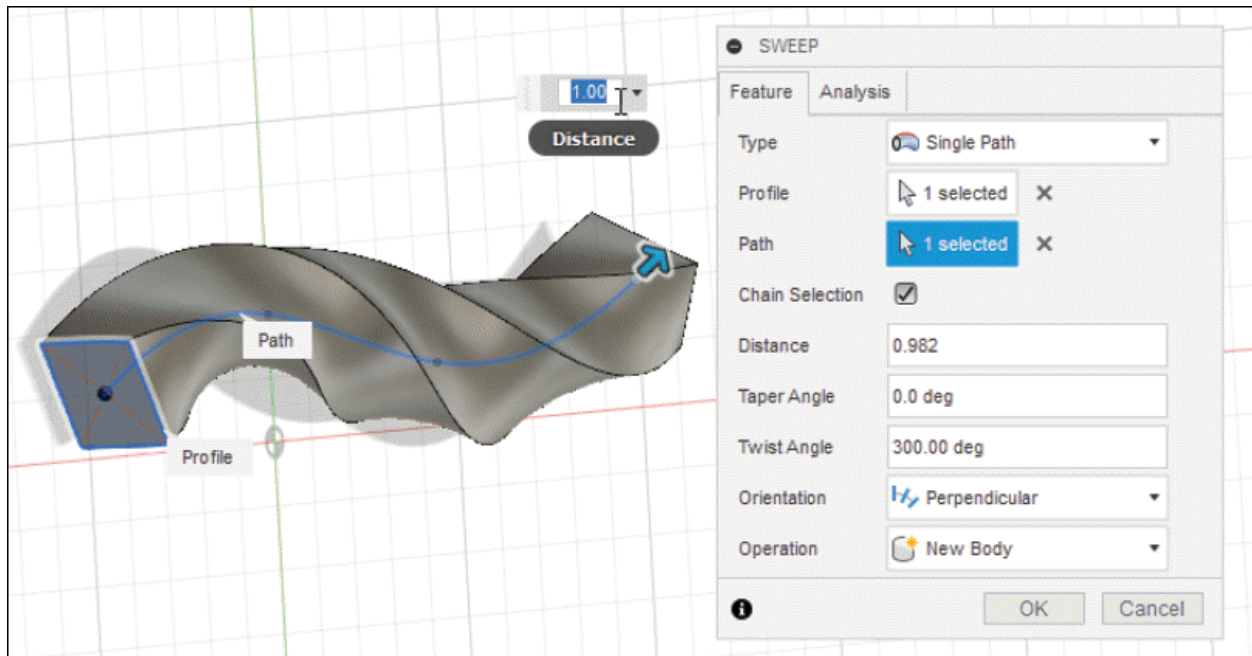 SWEEP
Feature Analysis
Type Single Path
Profile 1 selected
Path 1 selected
Chain Selection
Distance 0.982
Taper Angle 0.0 deg
Twist Angle 300.00 deg
Orientation Perpendicular
Operation New Body
OK Cancel
1.00
Distance
Path
Profile